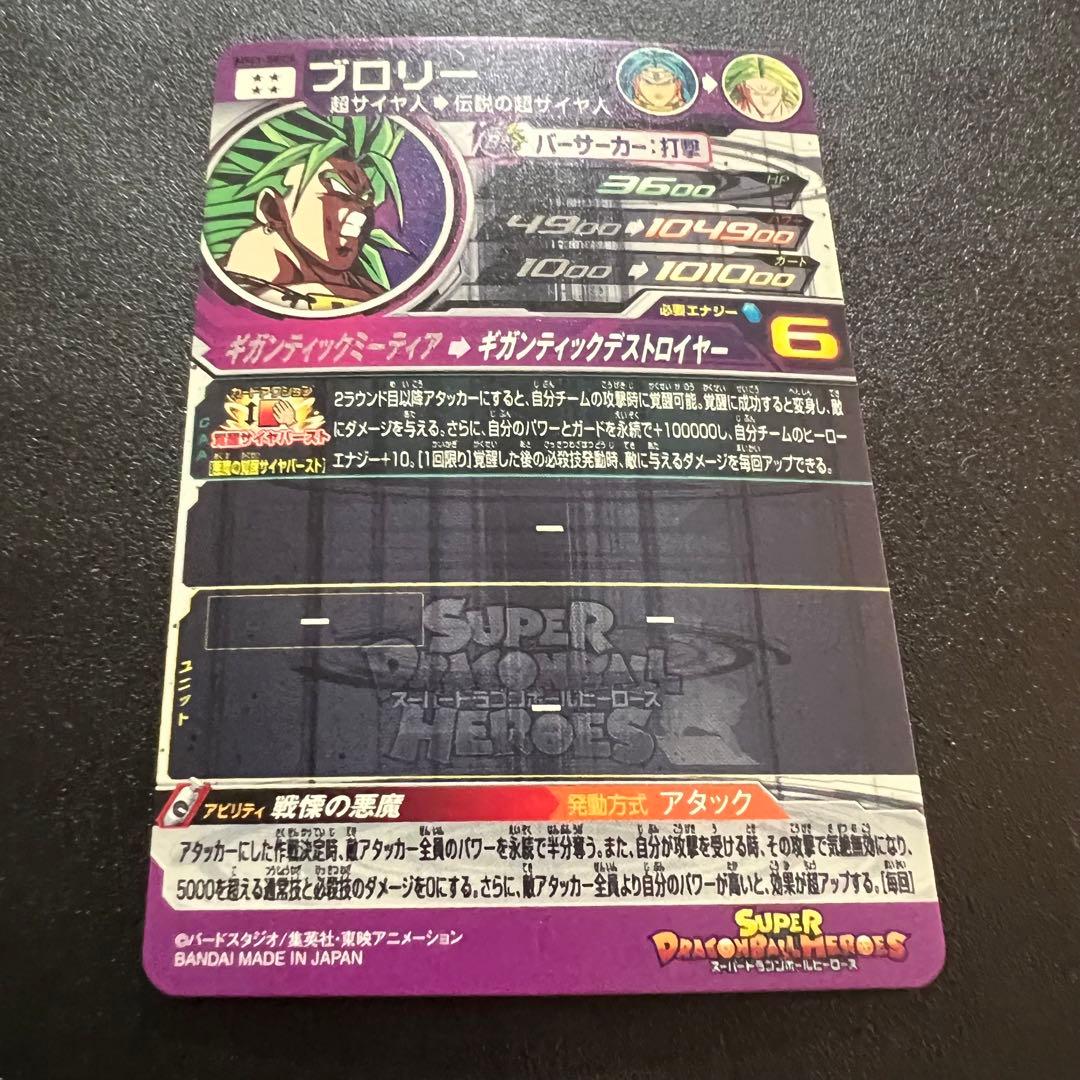 ブロリー
超サイヤ人➡伝説の超サイヤ人
バーサーカー:打撃
HP
3600
4900➡104900
ガード
1000➡101000
必要エナジー
6
ギガンティックミーティア➡ギガンティックデストロイヤー
カードアクション
覚醒サイヤバースト
[悪魔の覚醒サイヤバースト]
CAA
2ラウンド目以降アタッカーにすると、自分チームの攻撃時に覚醒可能。覚醒に成功すると変身し、敵
にダメージを与える。さらに、自分のパワーとガードを永続で+100000し、自分チームのヒーロー
エナジー+10。[1回限り]覚醒した後の必殺技発動時、敵に与えるダメージを毎回アップできる。
ー
ユニット
ー
ー
ー
SUPER
DRAGONBALL
スーパードラゴンボールヒーローズ
HEROES
アビリティ 戦慄の悪魔
発動方式 アタック
アタッカーにした作戦決定時、敵アタッカー全員のパワーを永続で半分奪う。また、自分が攻撃を受ける時、その攻撃で気絶無効になり、
5000を超える通常技と必殺技のダメージを0にする。さらに、敵アタッカー全員より自分のパワーが高いと、効果が超アップする。[毎回]
©バードスタジオ/集英社・東映アニメーション
BANDAI MADE IN JAPAN
SUPER
DRAGONBALL HEROES
スーパードラゴンボールヒーローズ